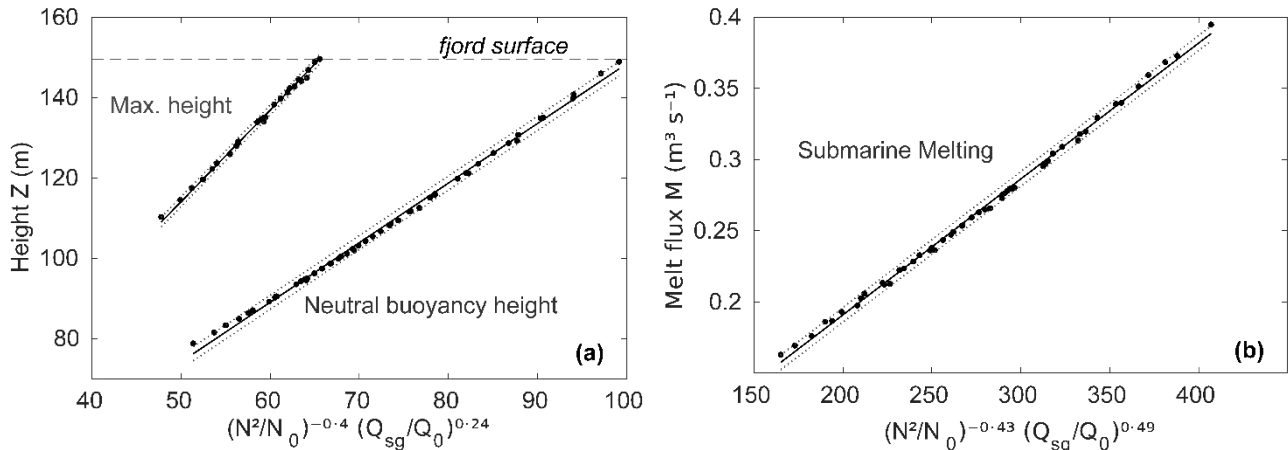 160
140
120
100
80
Height Z (m)
fjord surface
Max. height
Neutral buoyancy height
(a)
40 50 60 70 80 90 100
(N²/N₀)⁻⁰·⁴ (Qsg/Q₀)⁰·²⁴
0.4
0.3
0.25
0.2
Melt flux M (m³ s⁻¹)
Submarine Melting
(b)
150 200 250 300 350 400
(N²/N₀)⁻⁰·⁴³ (Qsg/Q₀)⁰·⁴⁹